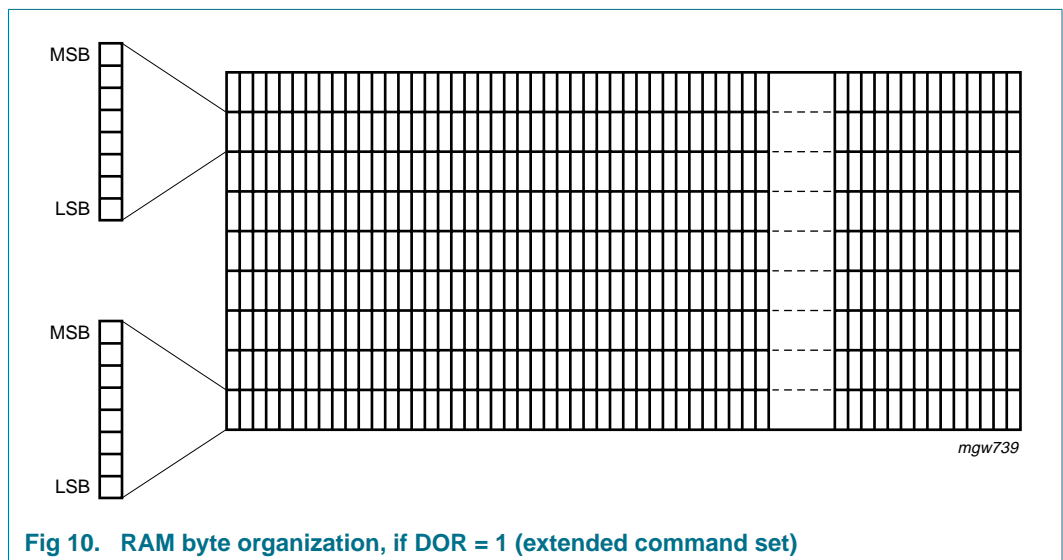 MSB
LSB
MSB
LSB
mgw739
Fig 10. RAM byte organization, if DOR = 1 (extended command set)